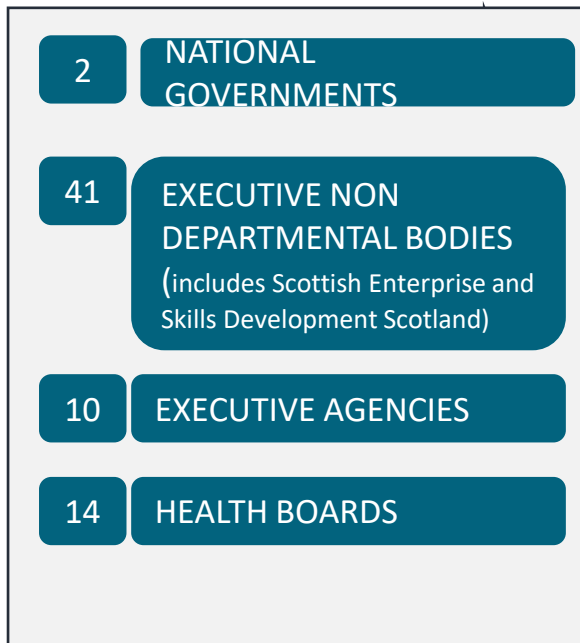 2
NATIONAL
GOVERNMENTS
41
EXECUTIVE NON
DEPARTMENTAL BODIES
(includes Scottish Enterprise and
Skills Development Scotland)
10
EXECUTIVE AGENCIES
14
HEALTH BOARDS